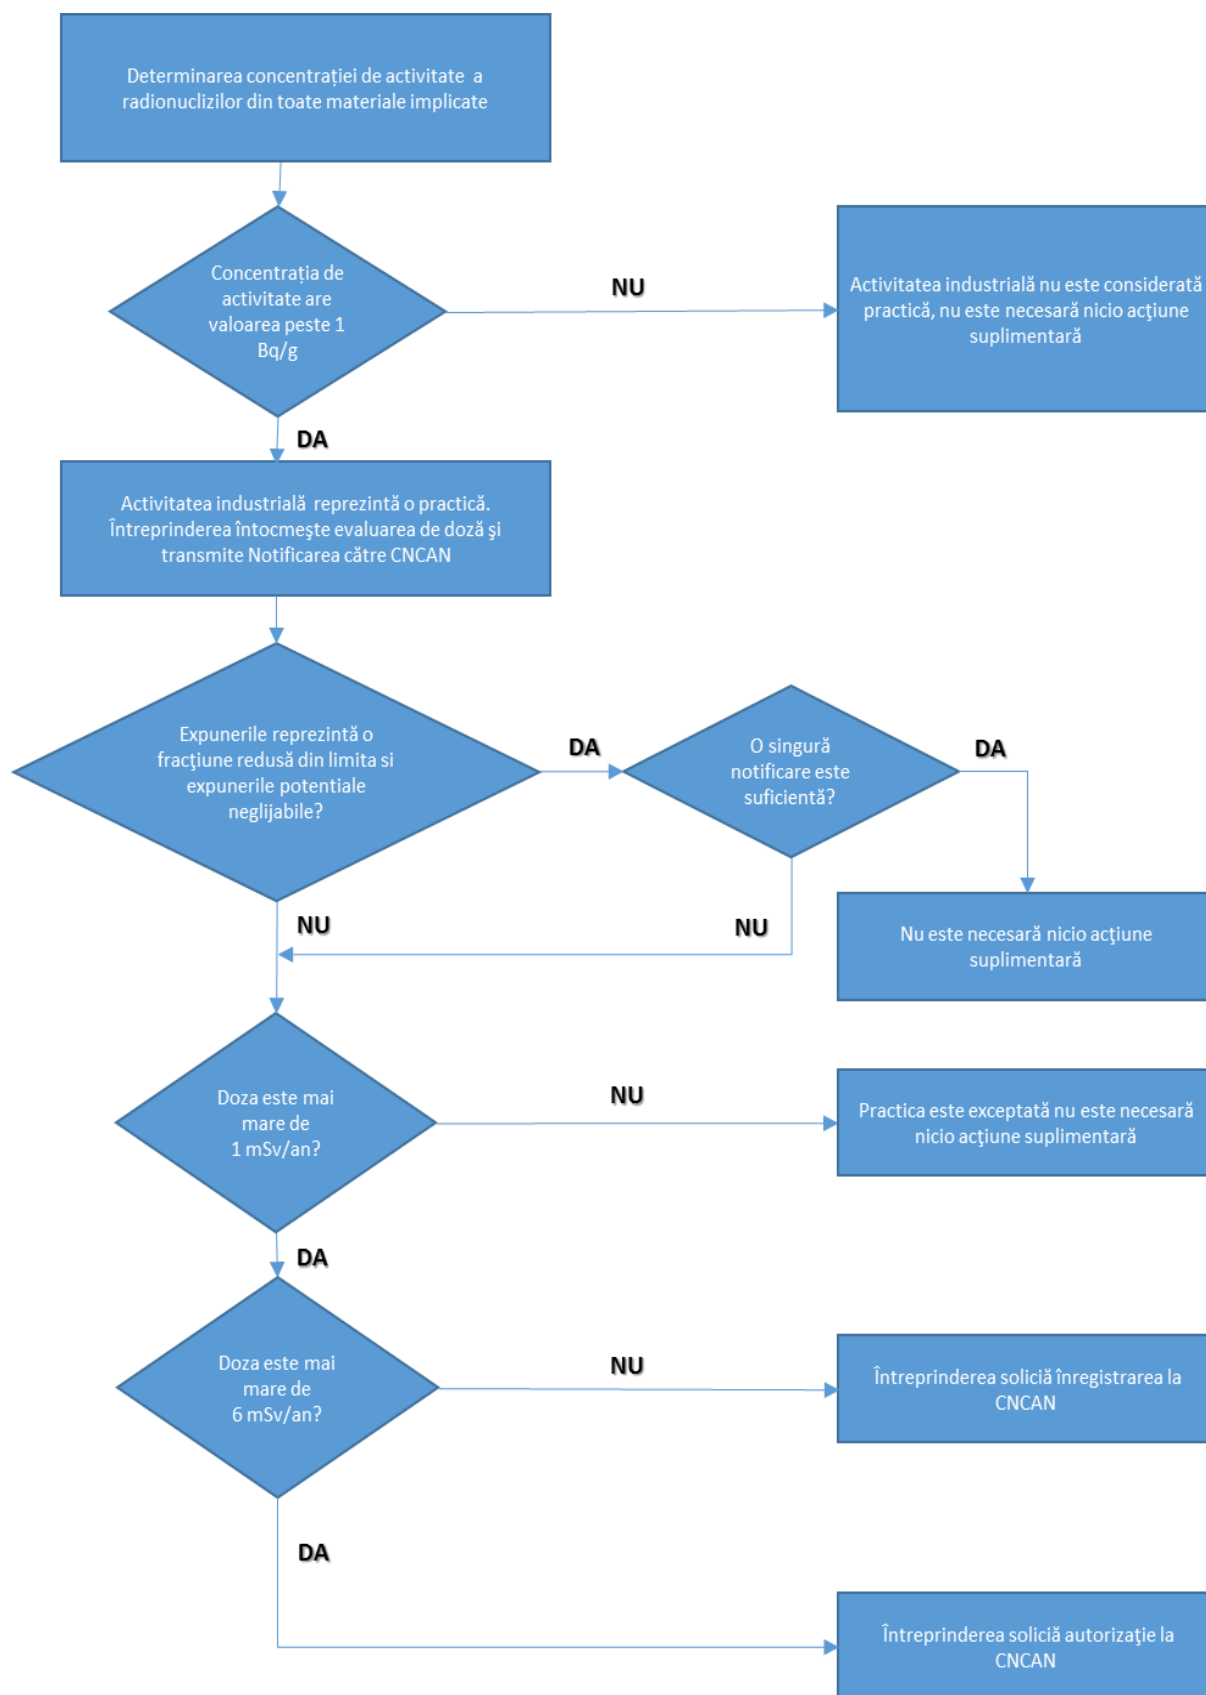 Determinarea concentrației de activitate a
radionuclizilor din toate materiale implicate
Concentrația de
activitate are
valoarea peste 1
Bq/g
NU
Activitatea industrială nu este considerată
practică, nu este necesară nicio acţiune
suplimentară
DA
Activitatea industrială reprezintă o practică.
Întreprinderea întocmeşte evaluarea de doză şi
transmite Notificarea către CNCAN
Expunerile reprezintă o
fracţiune redusă din limita si
expunerile potentiale
neglijabile?
DA
O singură
notificare este
suficientă?
DA
NU
NU
Nu este necesară nicio acţiune
suplimentară
Doza este mai
mare de
1 mSv/an?
NU
Practica este exceptată nu este necesară
nicio acţiune suplimentară
DA
Doza este mai
mare de
6 mSv/an?
NU
Întreprinderea soliciă înregistrarea la
CNCAN
DA
Întreprinderea soliciă autorizaţie la
CNCAN